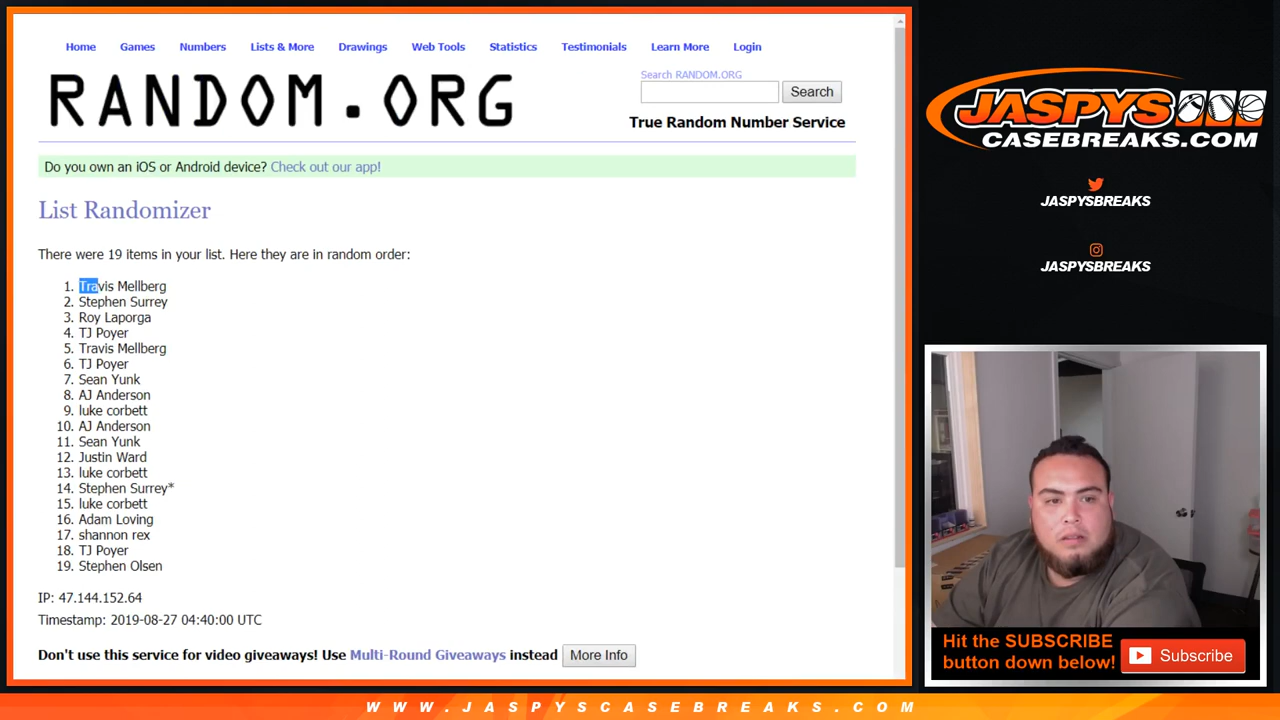 Home Games Numbers Lists & More Drawings Web Tools Statistics Testimonials Learn More Login
RANDOM.ORG
Search RANDOM.ORG
Search
True Random Number Service
Do you own an iOS or Android device? Check out our app!
List Randomizer
There were 19 items in your list. Here they are in random order:
1. Travis Mellberg
2. Stephen Surrey
3. Roy Laporga
4. TJ Poyer
5. Travis Mellberg
6. TJ Poyer
7. Sean Yunk
8. AJ Anderson
9. luke corbett
10. AJ Anderson
11. Sean Yunk
12. Justin Ward
13. luke corbett
14. Stephen Surrey*
15. luke corbett
16. Adam Loving
17. shannon rex
18. TJ Poyer
19. Stephen Olsen
IP: 47.144.152.64
Timestamp: 2019-08-27 04:40:00 UTC
Don't use this service for video giveaways! Use Multi-Round Giveaways instead
More Info
JASPYS
CASEBREAKS.COM
JASPYSBREAKS
JASPYSBREAKS
Hit the SUBSCRIBE
button down below!
Subscribe
WWW.JASPYSCASEBREAKS.COM